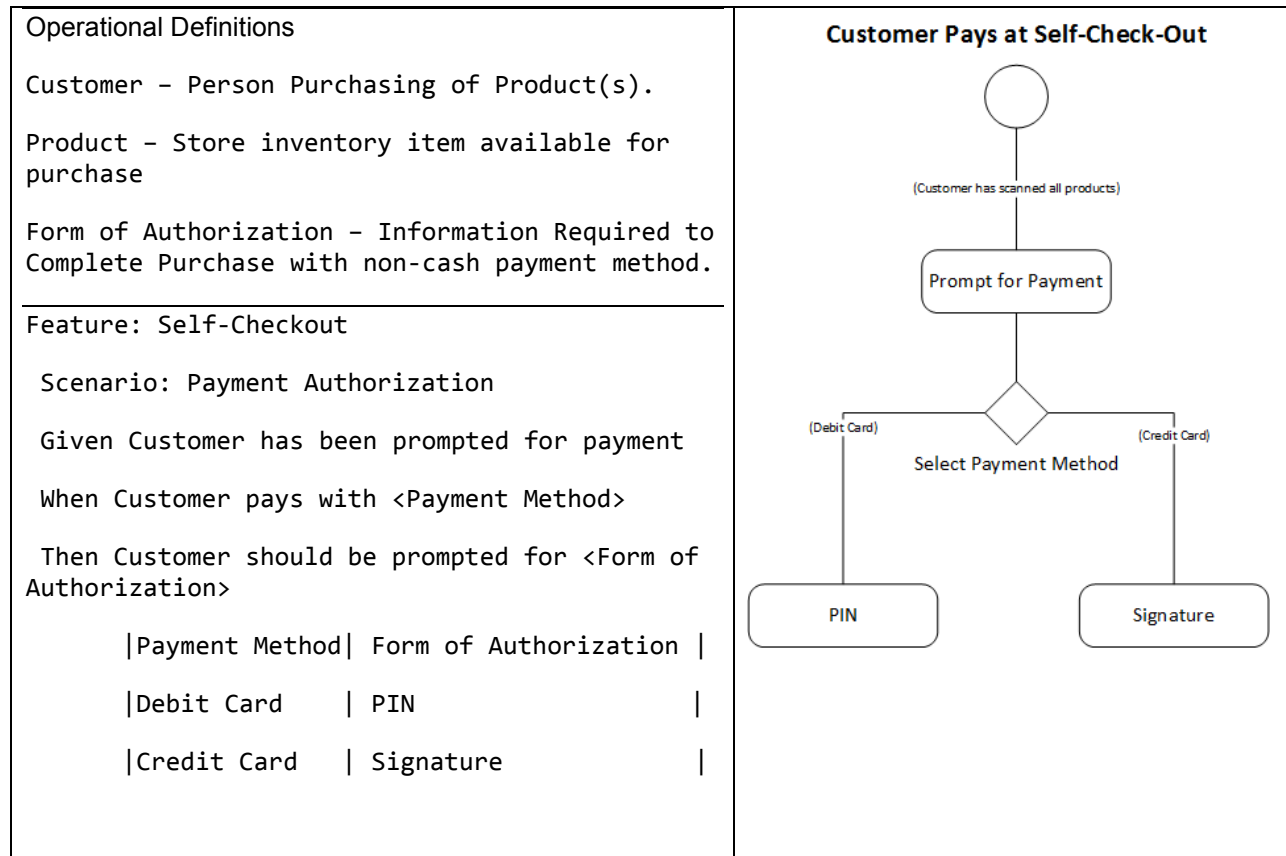 Operational Definitions
Customer – Person Purchasing of Product(s).
Product – Store inventory item available for
purchase
Form of Authorization – Information Required to
Complete Purchase with non-cash payment method.
Feature: Self-Checkout
Scenario: Payment Authorization
Given Customer has been prompted for payment
When Customer pays with <Payment Method>
Then Customer should be prompted for <Form of
Authorization>
|Payment Method| Form of Authorization |
|Debit Card | PIN |
|Credit Card | Signature |
Customer Pays at Self-Check-Out
(Customer has scanned all products)
Prompt for Payment
(Debit Card)
(Credit Card)
Select Payment Method
PIN
Signature